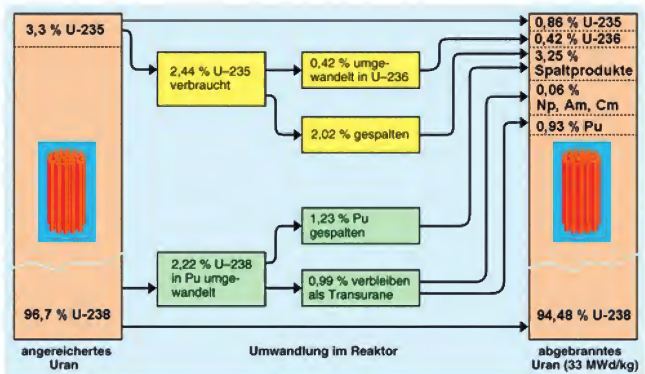 3,3 % U-235
96,7 % U-238
angereichertes
Uran
2,44 % U–235
verbraucht
0,42 % umge-
wandelt in U-236
2,02 % gespalten
2,22 % U–238
in Pu umge-
wandelt
1,23 % Pu
gespalten
0,99 % verbleiben
als Transurane
Umwandlung im Reaktor
0,86 % U-235
0,42 % U-236
3,25 %
Spaltprodukte
0,06 %
Np, Am, Cm
0,93 % Pu
94,48 % U-238
abgebranntes
Uran (33 MWd/kg)